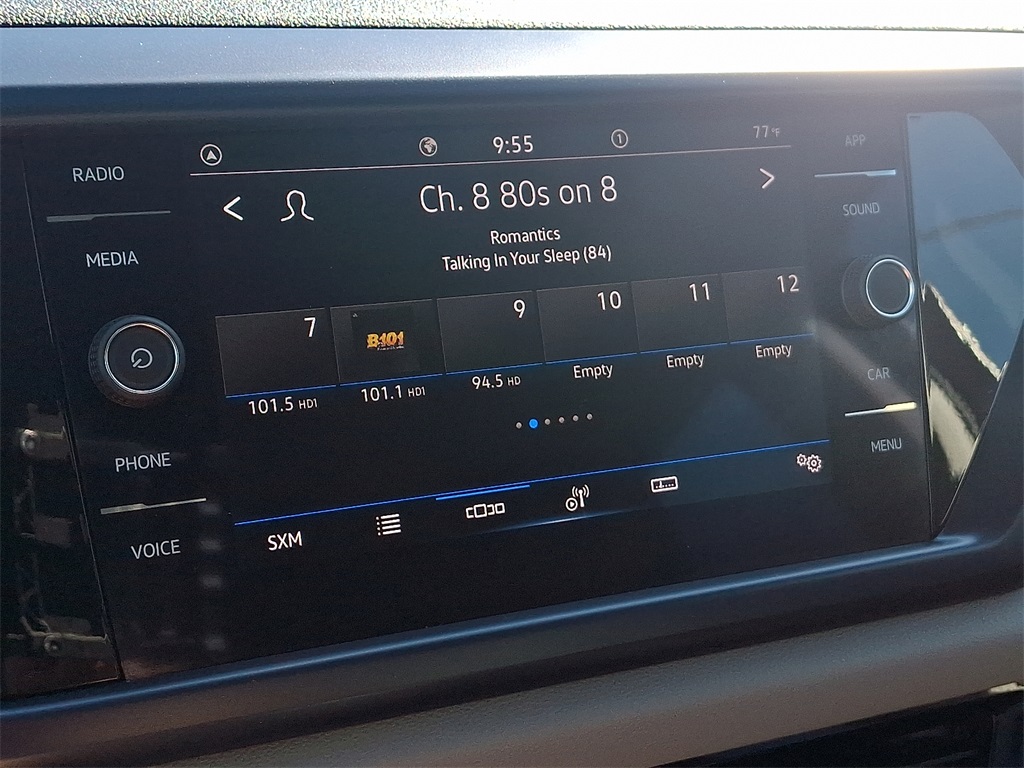 RADIO
MEDIA
PHONE
VOICE
9:55
1
77°F
Ch. 8 80s on 8
Romantics
Talking In Your Sleep (84)
7
B101
9
10
11
12
101.5 HD1
101.1 HD1
94.5 HD
Empty
Empty
Empty
SXM
APP
SOUND
CAR
MENU